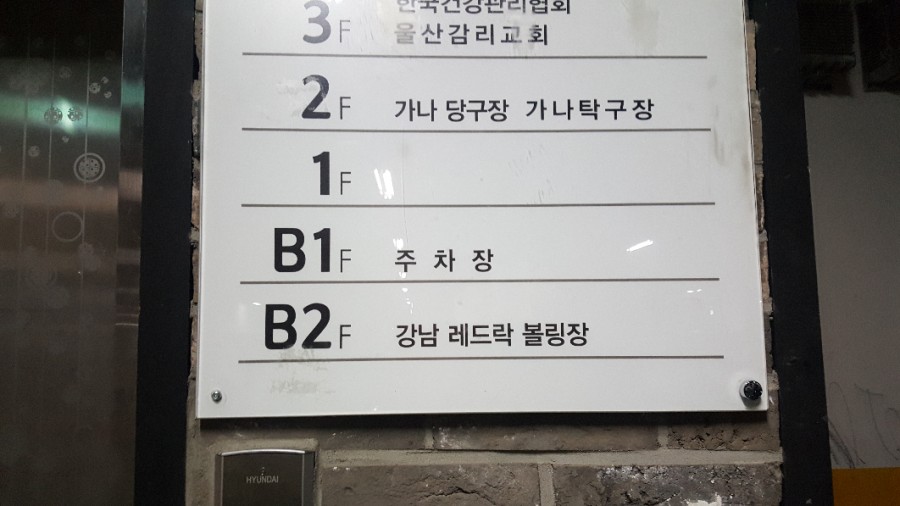 한국건강관리협회
3F 울산감리교회
2F 가나 당구장 가나탁구장
1F
B1F 주 차 장
B2F 강남 레드락 볼링장
HYUNDAI